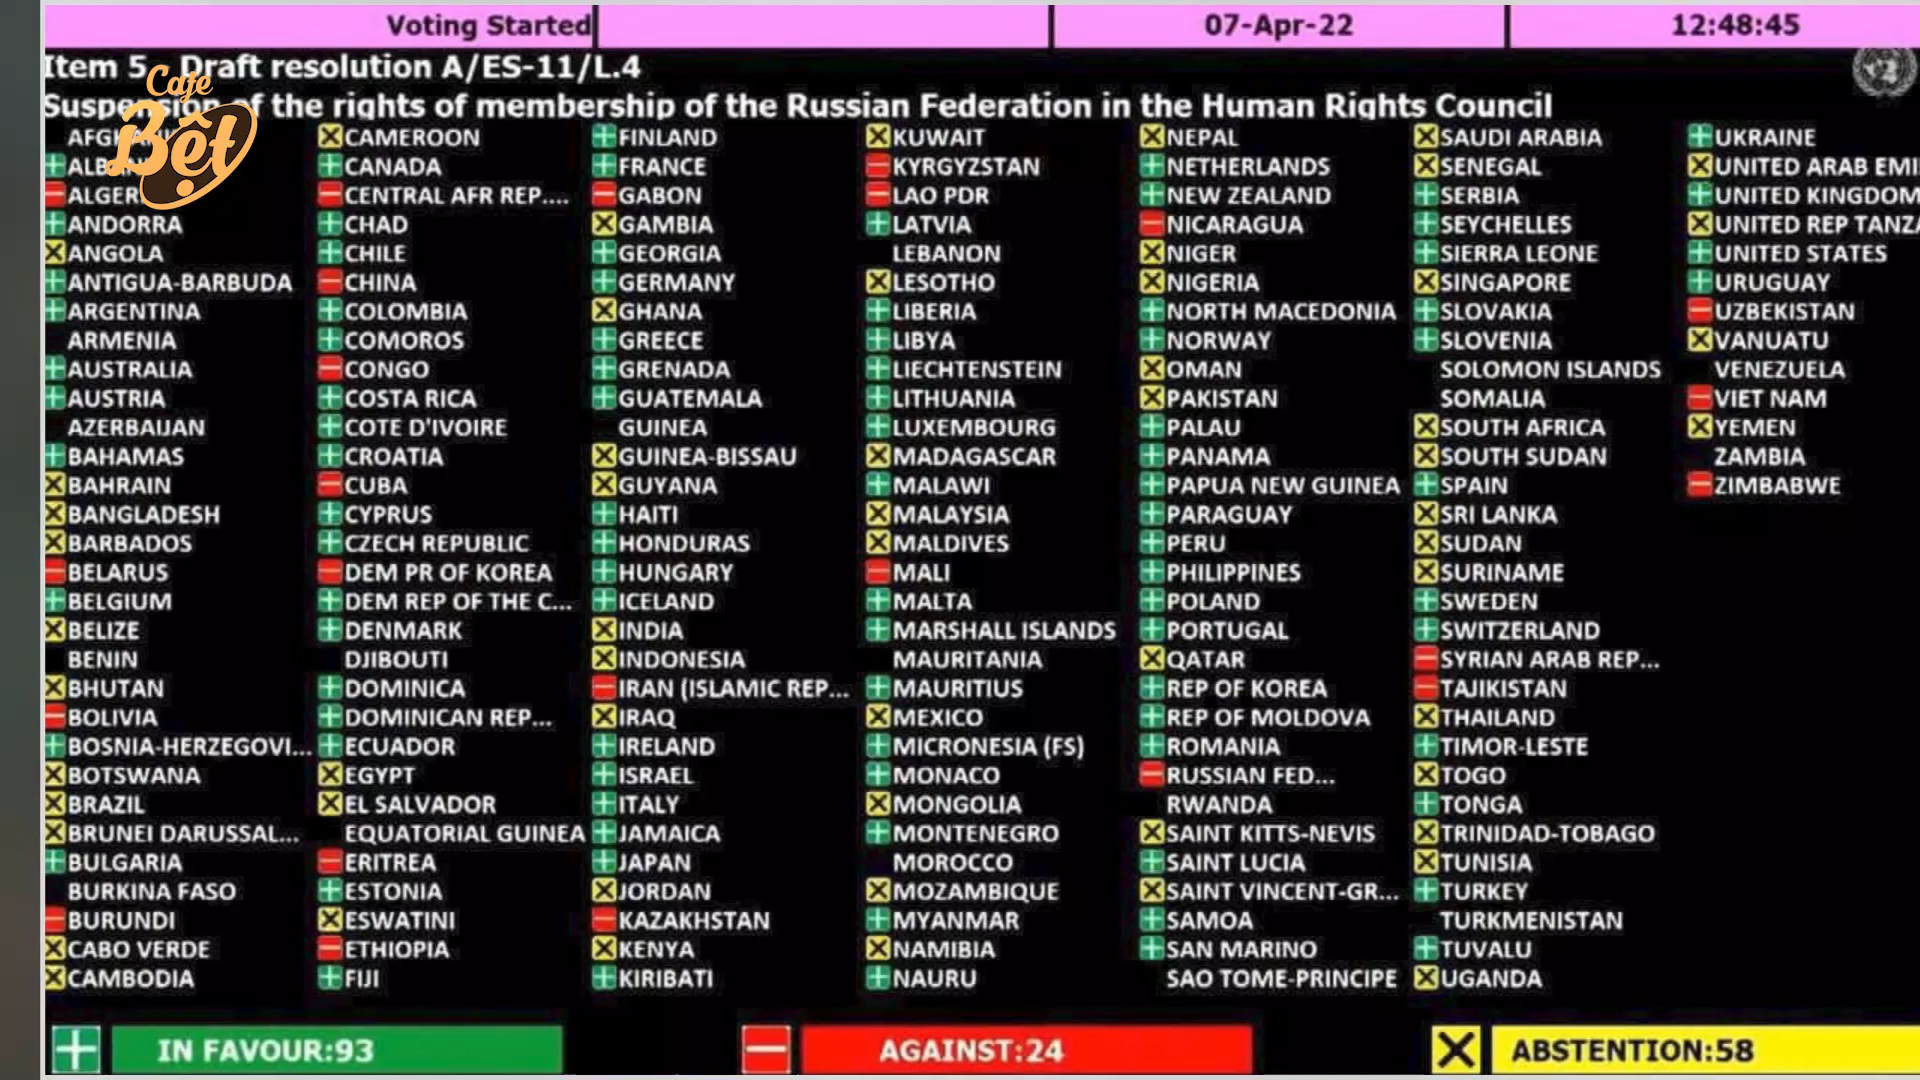 Voting Started 07-Apr-22 12:48:45
Item 5 Draft resolution A/ES-11/L.4
Suspension of the rights of membership of the Russian Federation in the Human Rights Council
Cafe
Bệt
CAMEROON FINLAND KUWAIT NEPAL SAUDI ARABIA UKRAINE
CANADA FRANCE KYRGYZSTAN NETHERLANDS SENEGAL UNITED ARAB EMI
ALGER CENTRAL AFR REP.... GABON LAO PDR NEW ZEALAND SERBIA UNITED KINGDOM
ANDORRA CHAD GAMBIA LATVIA NICARAGUA SEYCHELLES UNITED REP TANZA
ANGOLA CHILE GEORGIA LEBANON NIGER SIERRA LEONE UNITED STATES
ANTIGUA-BARBUDA CHINA GERMANY LESOTHO NIGERIA SINGAPORE URUGUAY
ARGENTINA COLOMBIA GHANA LIBERIA NORTH MACEDONIA SLOVAKIA UZBEKISTAN
ARMENIA COMOROS GREECE LIBYA NORWAY SLOVENIA VANUATU
AUSTRALIA CONGO GRENADA LIECHTENSTEIN OMAN SOLOMON ISLANDS VENEZUELA
AUSTRIA COSTA RICA GUATEMALA LITHUANIA PAKISTAN SOMALIA VIET NAM
AZERBAIJAN COTE D'IVOIRE GUINEA LUXEMBOURG PALAU SOUTH AFRICA YEMEN
BAHAMAS CROATIA GUINEA-BISSAU MADAGASCAR PANAMA SOUTH SUDAN ZAMBIA
BAHRAIN CUBA GUYANA MALAWI PAPUA NEW GUINEA SPAIN ZIMBABWE
BANGLADESH CYPRUS HAITI MALAYSIA PARAGUAY SRI LANKA
BARBADOS CZECH REPUBLIC HONDURAS MALDIVES PERU SUDAN
BELARUS DEM PR OF KOREA HUNGARY MALI PHILIPPINES SURINAME
BELGIUM DEM REP OF THE C... ICELAND MALTA POLAND SWEDEN
BELIZE DENMARK INDIA MARSHALL ISLANDS PORTUGAL SWITZERLAND
BENIN DJIBOUTI INDONESIA MAURITANIA QATAR SYRIAN ARAB REP...
BHUTAN DOMINICA IRAN (ISLAMIC REP... MAURITIUS REP OF KOREA TAJIKISTAN
BOLIVIA DOMINICAN REP... IRAQ MEXICO REP OF MOLDOVA THAILAND
BOSNIA-HERZEGOVI... ECUADOR IRELAND MICRONESIA (FS) ROMANIA TIMOR-LESTE
BOTSWANA EGYPT ISRAEL MONACO RUSSIAN FED... TOGO
BRAZIL EL SALVADOR ITALY MONGOLIA RWANDA TONGA
BRUNEI DARUSSAL... EQUATORIAL GUINEA JAMAICA MONTENEGRO SAINT KITTS-NEVIS TRINIDAD-TOBAGO
BULGARIA ERITREA JAPAN MOROCCO SAINT LUCIA TUNISIA
BURKINA FASO ESTONIA JORDAN MOZAMBIQUE SAINT VINCENT-GR... TURKEY
BURUNDI ESWATINI KAZAKHSTAN MYANMAR SAMOA TURKMENISTAN
CABO VERDE ETHIOPIA KENYA NAMIBIA SAN MARINO TUVALU
CAMBODIA FIJI KIRIBATI NAURU SAO TOME-PRINCIPE UGANDA
IN FAVOUR:93 AGAINST:24 ABSTENTION:58